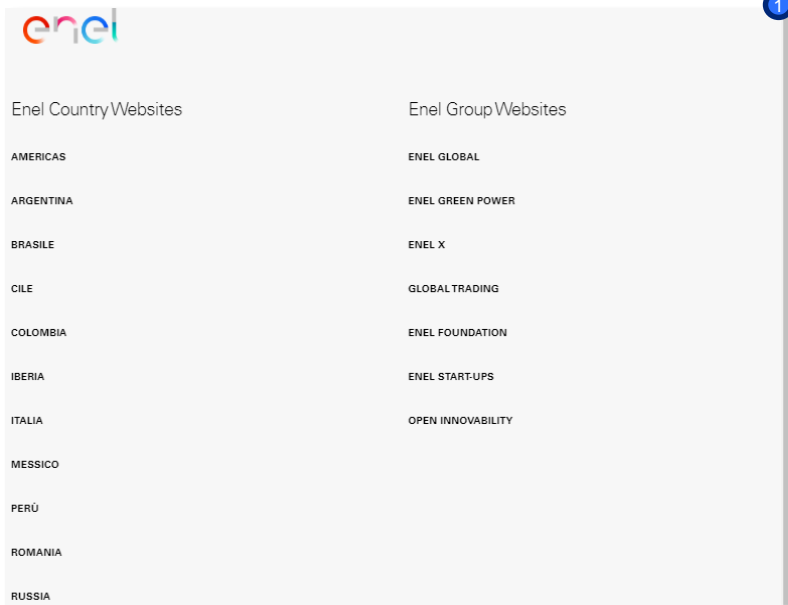 1
enel
Enel Country Websites
AMERICAS
ARGENTINA
BRASILE
CILE
COLOMBIA
IBERIA
ITALIA
MESSICO
PERÙ
ROMANIA
RUSSIA
Enel Group Websites
ENEL GLOBAL
ENEL GREEN POWER
ENEL X
GLOBAL TRADING
ENEL FOUNDATION
ENEL START-UPS
OPEN INNOVABILITY